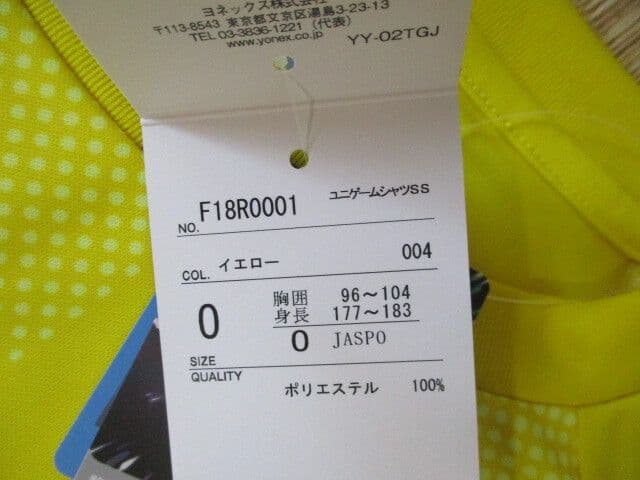 ヨネックス株式会社
〒113-8543 東京都文京区湯島3-23-13
TEL 03-3836-1221 (代表)
www.yonex.co.jp
YY-02TGJ
NO. F18R0001 ユニゲームシャツSS
COL. イエロー 004
0 胸囲 96〜104
身長 177〜183
SIZE 0 JASPO
QUALITY
ポリエステル 100%